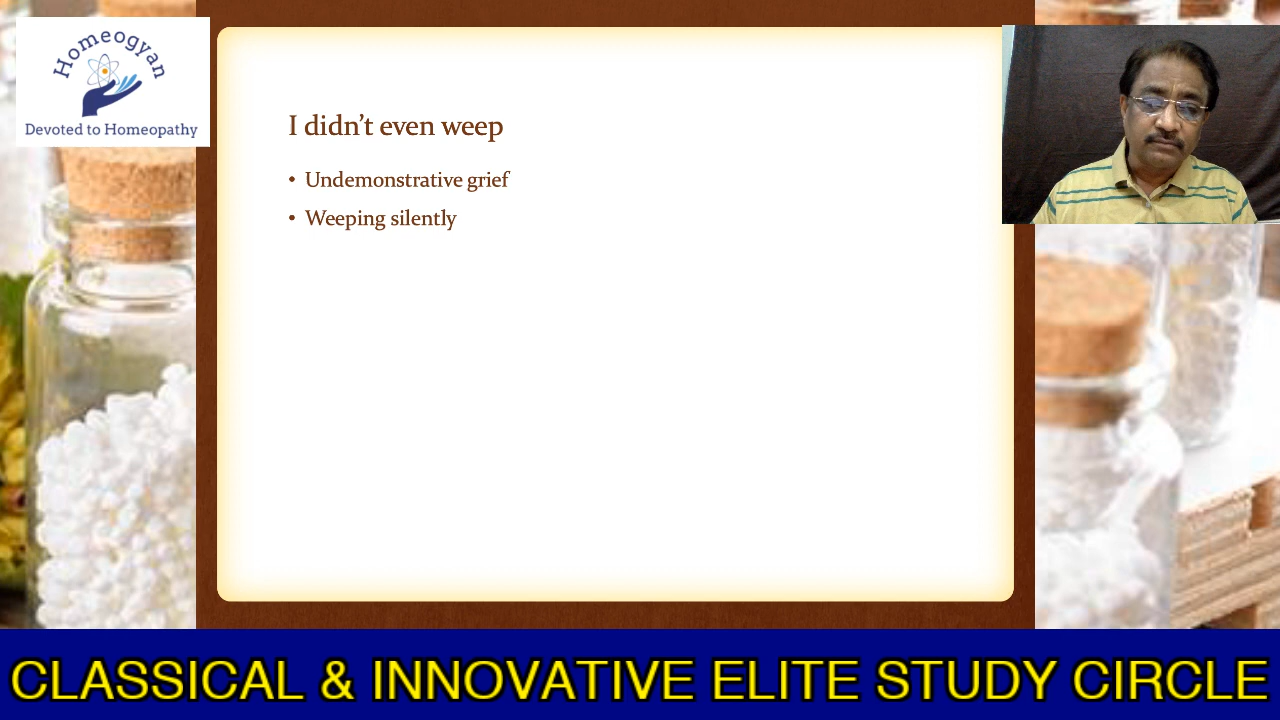 Homeogyan
Devoted to Homeopathy
I didn’t even weep
• Undemonstrative grief
• Weeping silently
CLASSICAL & INNOVATIVE ELITE STUDY CIRCLE